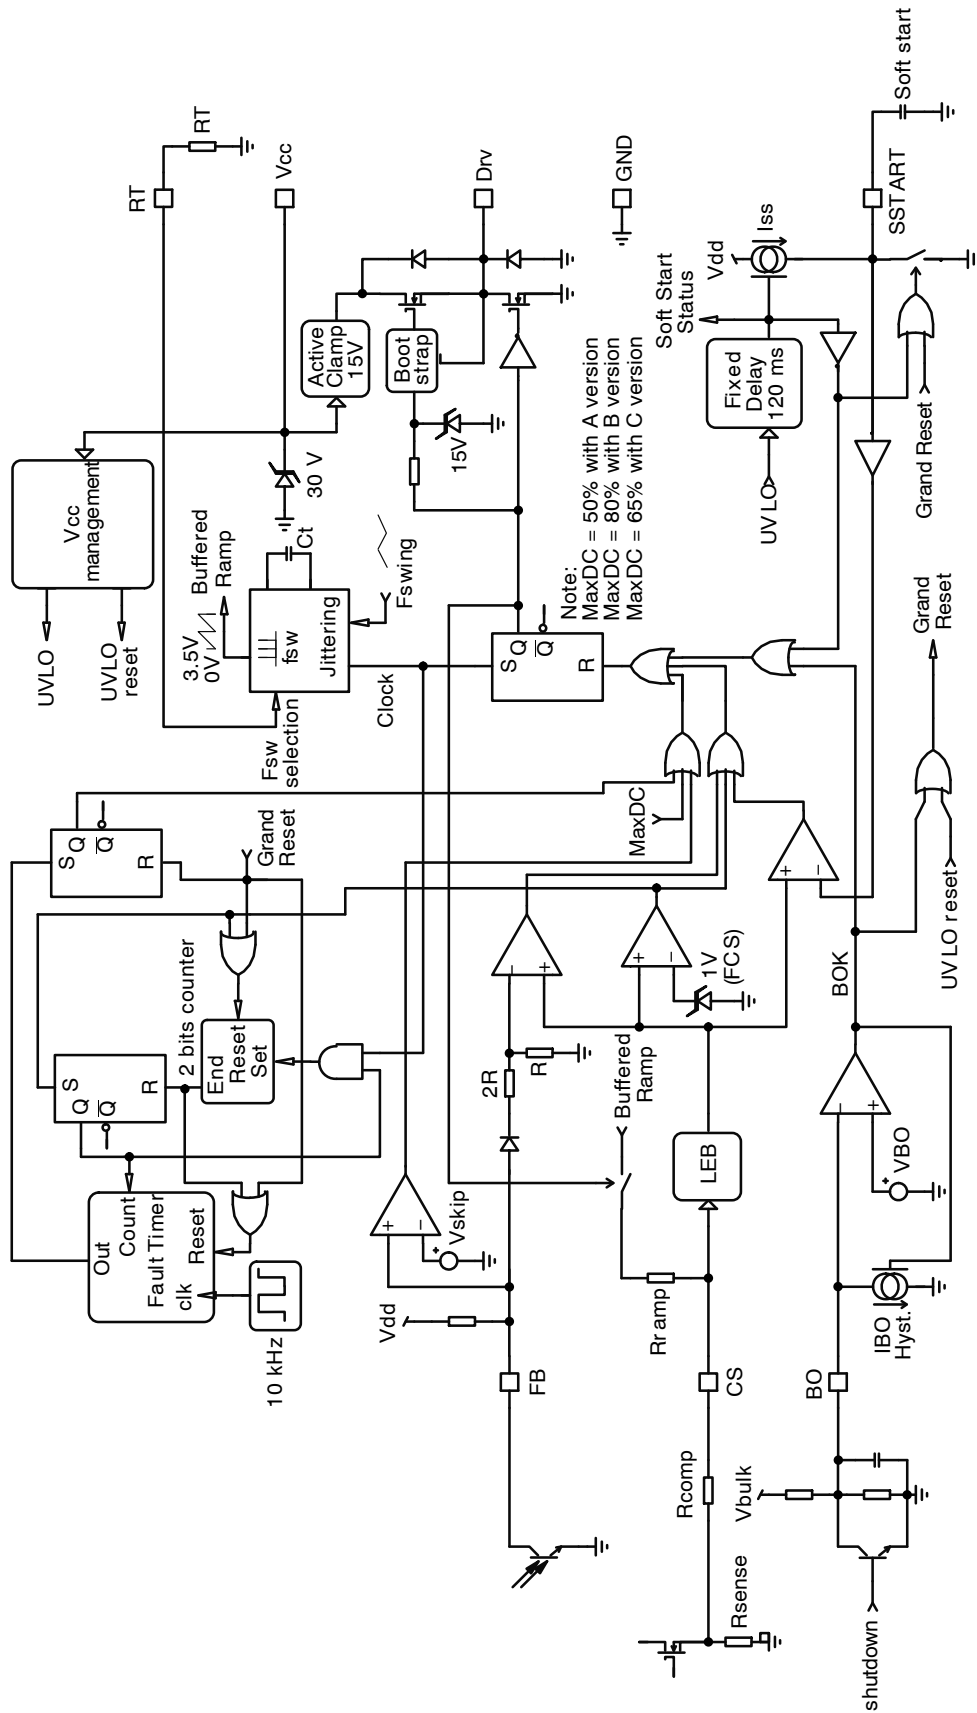 UVLO
UVLO
reset
Vcc
management
RT
RT
Vcc
3.5V
0V
Buffered
Ramp
fsw
Jittering
Ct
30 V
Fswing
Fsw
selection
Clock
Active
Clamp
15V
Boot
strap
15V
Drv
GND
S
Q
Q
R
Grand
Reset
2 bits counter
End
Reset
Set
S
Q
Q
R
Out
Count
Fault Timer
Reset
clk
10 kHz
S
Q
Q
R
Note:
MaxDC = 50% with A version
MaxDC = 80% with B version
MaxDC = 65% with C version
MaxDC
Vdd
+
−
+
Vskip
FB
2R
R
−
+
+
−
1V
(FCS)
+
−
Buffered
Ramp
Rramp
LEB
CS
Rcomp
Rsense
Soft Start
Status
Vdd
Iss
Fixed
Delay
120 ms
UVLO
SSTART
Soft start
Grand Reset
Grand
Reset
UVLO reset
BOK
−
+
+
VBO
IBO
Hyst.
BO
Vbulk
shutdown